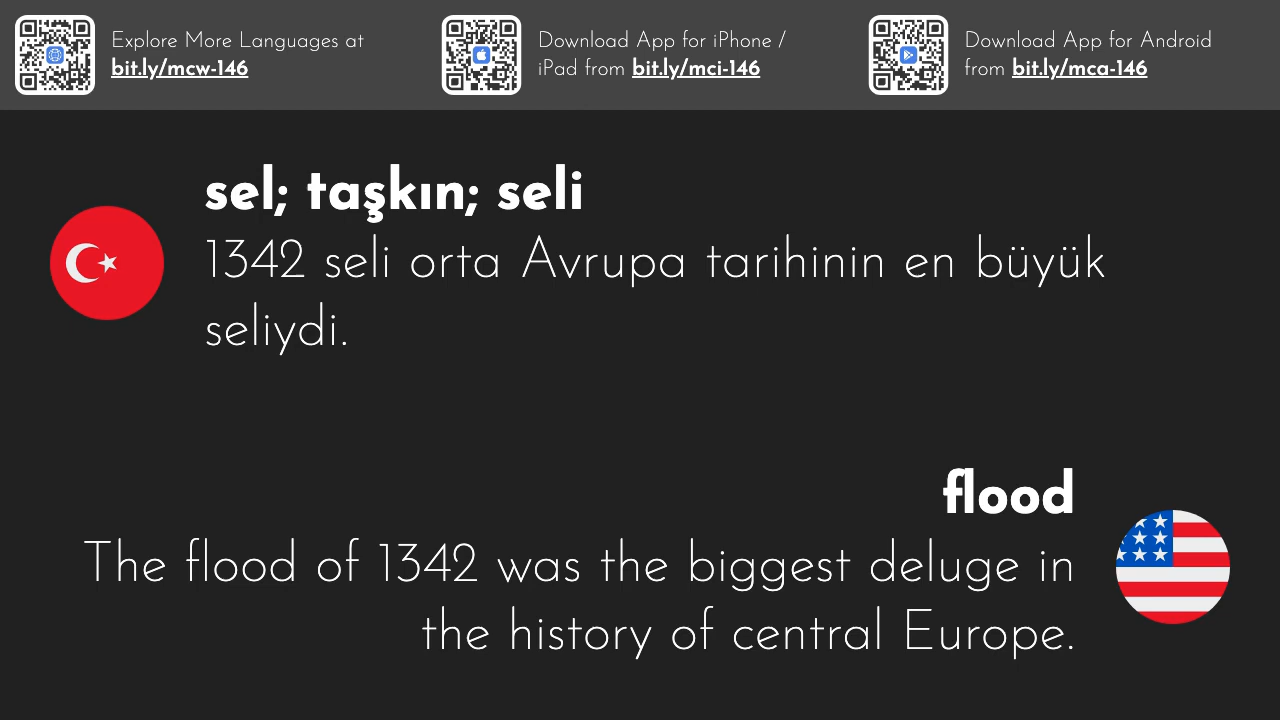 Explore More Languages at
bit.ly/mcw-146
Download App for iPhone /
iPad from bit.ly/mci-146
Download App for Android
from bit.ly/mca-146
sel; taşkın; seli
1342 seli orta Avrupa tarihinin en büyük
seliydi.
flood
The flood of 1342 was the biggest deluge in
the history of central Europe.